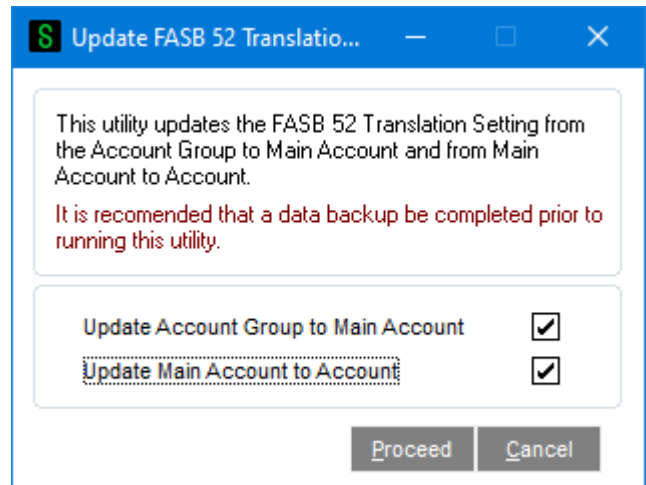 S Update FASB 52 Translatio...
This utility updates the FASB 52 Translation Setting from
the Account Group to Main Account and from Main
Account to Account.
It is recomended that a data backup be completed prior to
running this utility.
Update Account Group to Main Account
Update Main Account to Account
Proceed Cancel